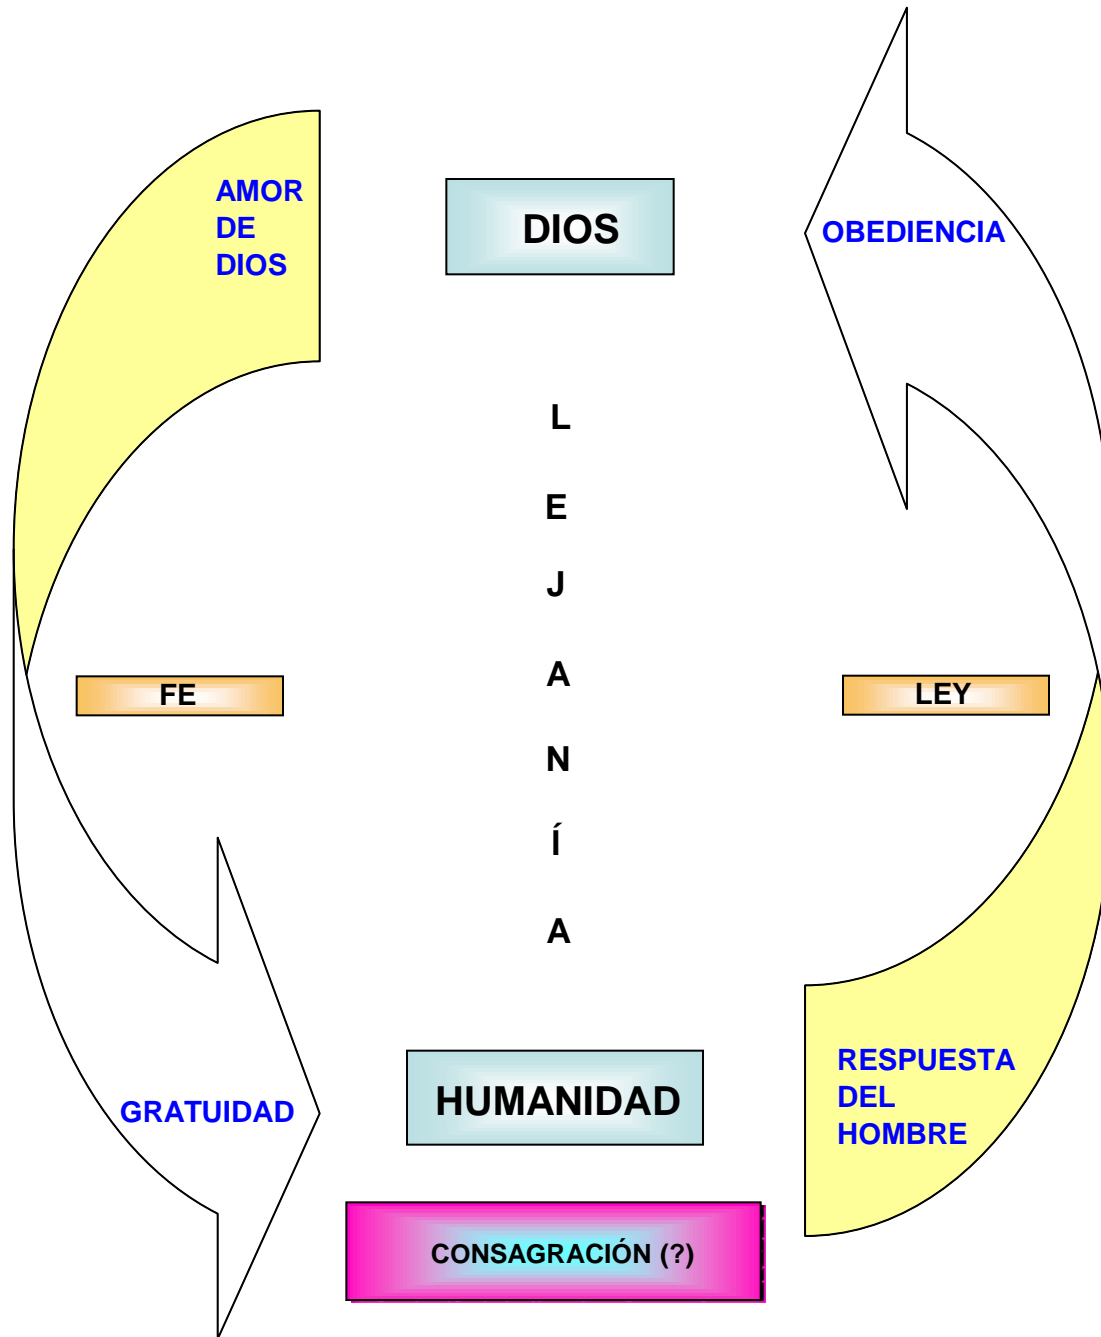 AMOR
DE
DIOS
DIOS
OBEDIENCIA
L
E
J
A
N
Í
A
FE
LEY
GRATUIDAD
HUMANIDAD
RESPUESTA
DEL
HOMBRE
CONSAGRACIÓN (?)